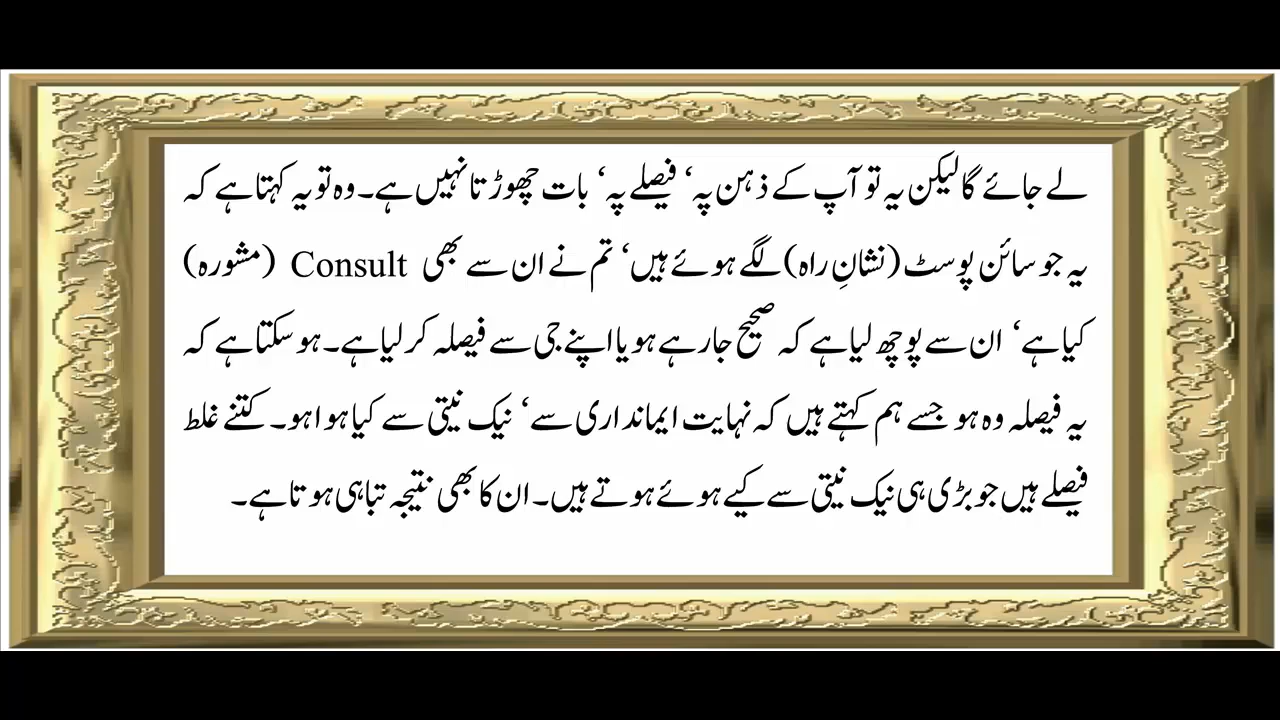 لے جائے گا لیکن یہ تو آپ کے ذہن پہ‘ فیصلے پہ‘ بات چھوڑتا نہیں ہے۔ وہ تو یہ کہتا ہے کہ
یہ جو سائن پوسٹ (نشانِ راہ) لگے ہوئے ہیں‘ تم نے ان سے بھی Consult (مشورہ)
کیا ہے‘ ان سے پوچھ لیا ہے کہ صحیح جا رہے ہو یا اپنے جی سے فیصلہ کر لیا ہے۔ ہو سکتا ہے کہ
یہ فیصلہ وہ ہو جسے ہم کہتے ہیں کہ نہایت ایمانداری سے‘ نیک نیتی سے کیا ہوا ہو۔ کتنے غلط
فیصلے ہیں جو بڑی ہی نیک نیتی سے کیے ہوئے ہوتے ہیں۔ ان کا بھی نتیجہ تباہی ہوتا ہے۔